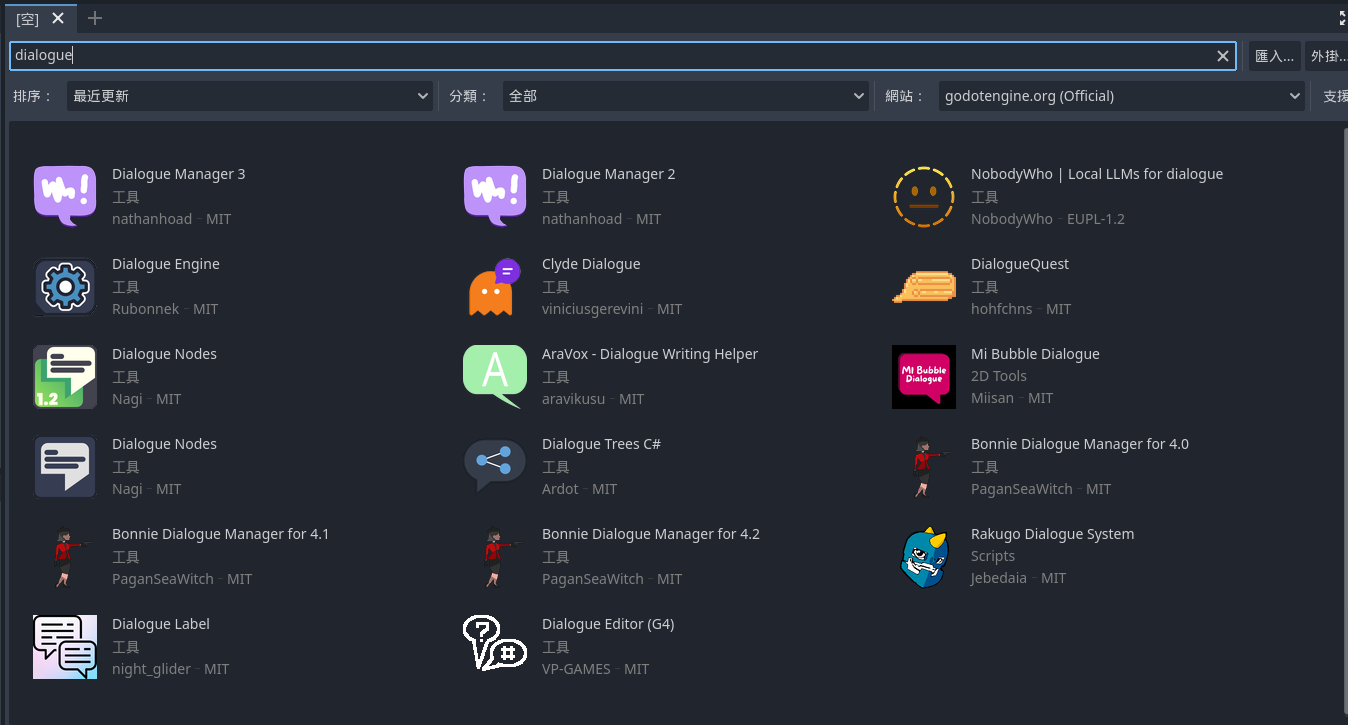 [空]
dialogue
匯入...
外掛...
排序：
最近更新
分類：
全部
網站：
godotengine.org (Official)
支援
Dialogue Manager 3
工具
nathanhoad - MIT
Dialogue Manager 2
工具
nathanhoad - MIT
NobodyWho | Local LLMs for dialogue
工具
NobodyWho - EUPL-1.2
Dialogue Engine
工具
Rubonnek - MIT
Clyde Dialogue
工具
viniciusgerevini - MIT
DialogueQuest
工具
hohfchns - MIT
1.2
Dialogue Nodes
工具
Nagi - MIT
A
AraVox - Dialogue Writing Helper
工具
aravikusu - MIT
MI Bubble
Dialogue
Mi Bubble Dialogue
2D Tools
Miisan - MIT
Dialogue Nodes
工具
Nagi - MIT
Dialogue Trees C#
工具
Ardot - MIT
Bonnie Dialogue Manager for 4.0
工具
PaganSeaWitch - MIT
Bonnie Dialogue Manager for 4.1
工具
PaganSeaWitch - MIT
Bonnie Dialogue Manager for 4.2
工具
PaganSeaWitch - MIT
Rakugo Dialogue System
Scripts
Jebedaia - MIT
Dialogue Label
工具
night_glider - MIT
?
#
Dialogue Editor (G4)
工具
VP-GAMES - MIT